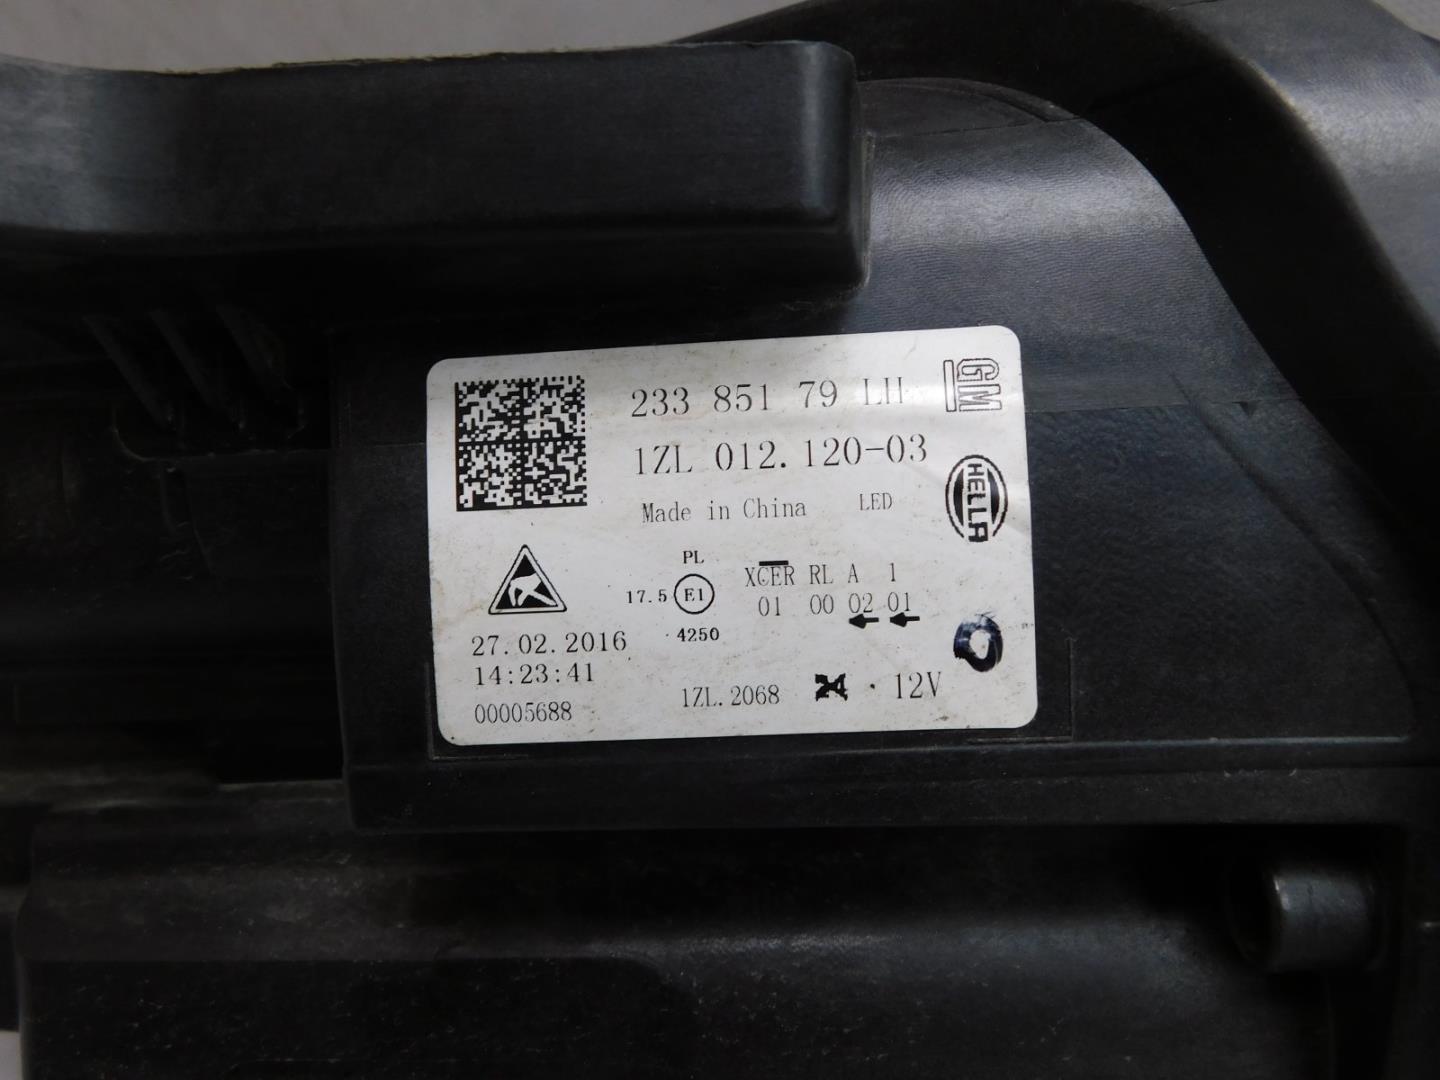 233 851 79 LH
GM
1ZL 012.120-03
HELLA
Made in China LED
PL
17.5 E1
4250
XCER RL A 1
01 00 02 01
27.02.2016
14:23:41
00005688
1ZL.2068 24 · 12V